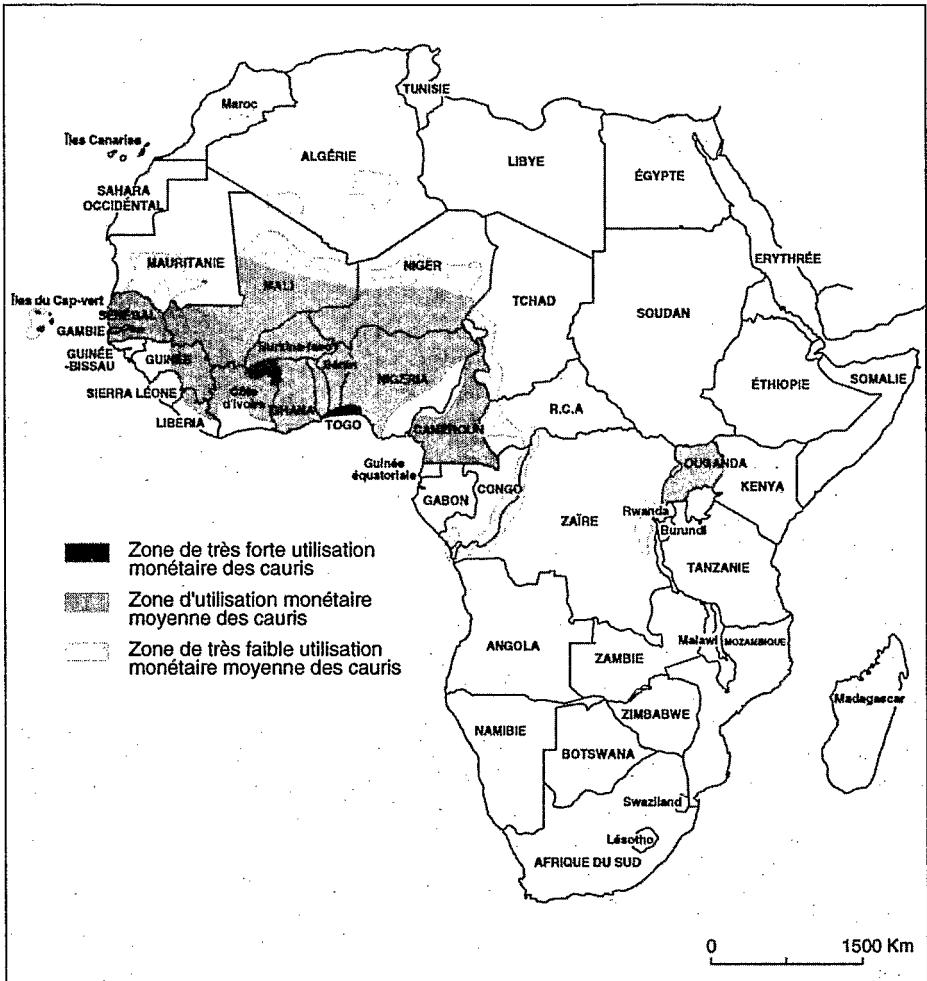 TUNISIE
Maroc
Îles Canarise
ALGÉRIE
LIBYE
ÉGYPTE
SAHARA
OCCIDÉNTAL
MAURITANIE
MALI
NIGER
TCHAD
SOUDAN
ERYTHRÉE
Îles du Cap-vert
SÉNÉGAL
GAMBIE
GUINÉE
-BISSAU
GUINÉE
SIERRA LÉONE
LIBÉRIA
Côte
d'Ivoire
GHANA
TOGO
Burkina-faso
Bénin
NIGÉRIA
CAMEROUN
R.C.A
ÉTHIOPIE
SOMALIE
Guinée
équatoriale
GABON
CONGO
ZAÏRE
OUGANDA
KENYA
Rwanda
Burundi
TANZANIE
ANGOLA
ZAMBIE
Malawi
MOZAMBIQUE
Madagascar
NAMIBIE
ZIMBABWE
BOTSWANA
Swaziland
Lésotho
AFRIQUE DU SUD
Zone de très forte utilisation
monétaire des cauris
Zone d'utilisation monétaire
moyenne des cauris
Zone de très faible utilisation
monétaire moyenne des cauris
0 1500 Km